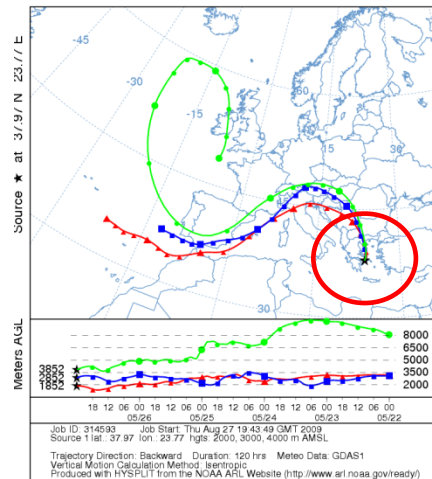 Source ★ at 37.97 N 23.77 E
-45
-30
-15
60
45
30
15
15
30
Meters AGL
3852
2852
1852
8000
6500
5000
3500
2000
18 12 06 00 18 12 06 00 18 12 06 00 18 12 06 00 18 12 06 00
05/26 05/25 05/24 05/23 05/22
Job ID: 314593 Job Start: Thu Aug 27 19:43:49 GMT 2009
Source 1 lat.: 37.97 lon.: 23.77 hgts: 2000, 3000, 4000 m AMSL
Trajectory Direction: Backward Duration: 120 hrs Meteo Data: GDAS1
Vertical Motion Calculation Method: Isentropic
Produced with HYSPLIT from the NOAA ARL Website (http://www.arl.noaa.gov/ready/)